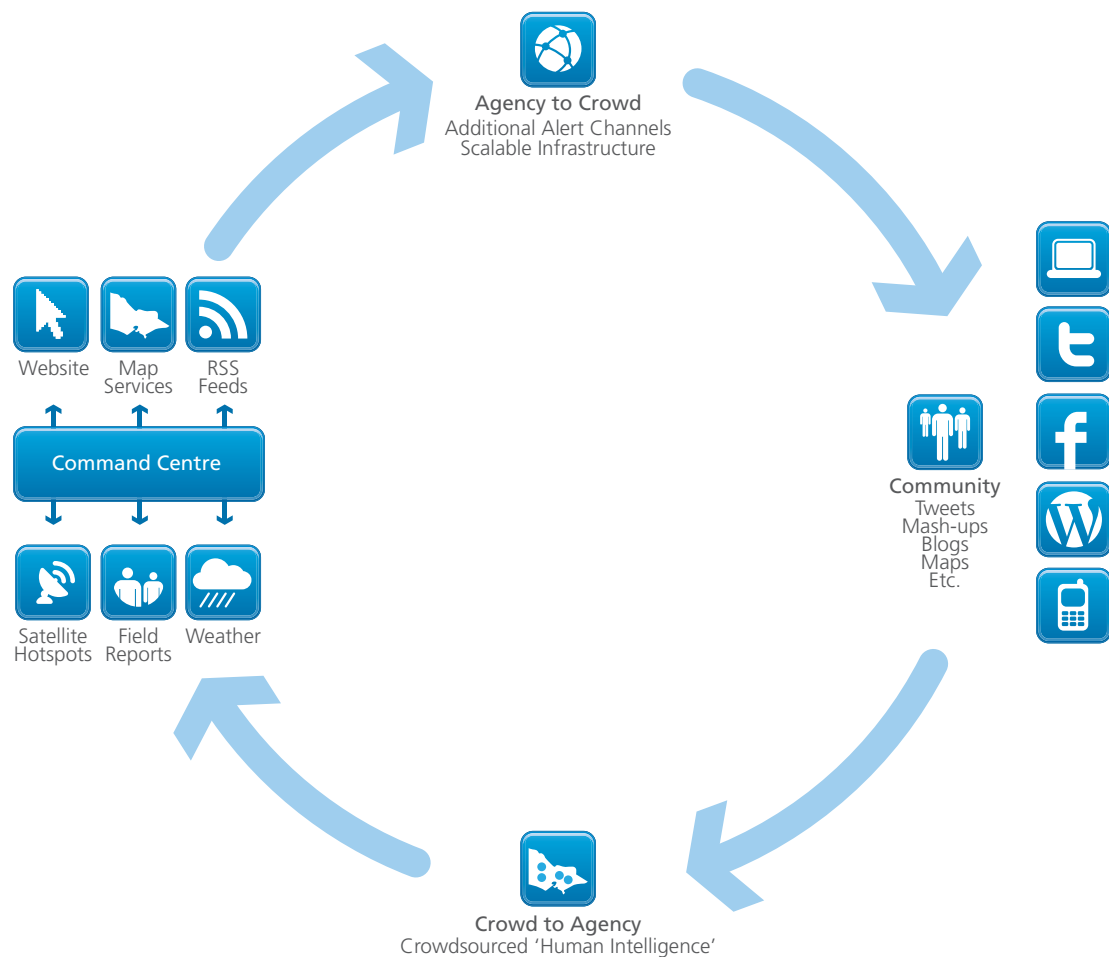 Agency to Crowd
Additional Alert Channels
Scalable Infrastructure
Website
Map
Services
RSS
Feeds
Command Centre
Satellite
Hotspots
Field
Reports
Weather
Community
Tweets
Mash-ups
Blogs
Maps
Etc.
Crowd to Agency
Crowdsourced ‘Human Intelligence’